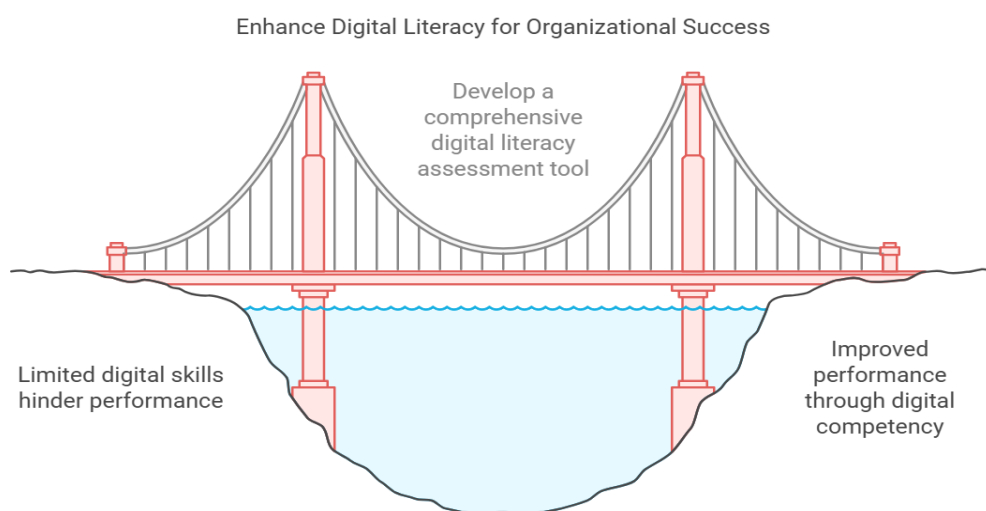 Enhance Digital Literacy for Organizational Success
Develop a
comprehensive
digital literacy
assessment tool
Limited digital skills
hinder performance
Improved
performance
through digital
competency